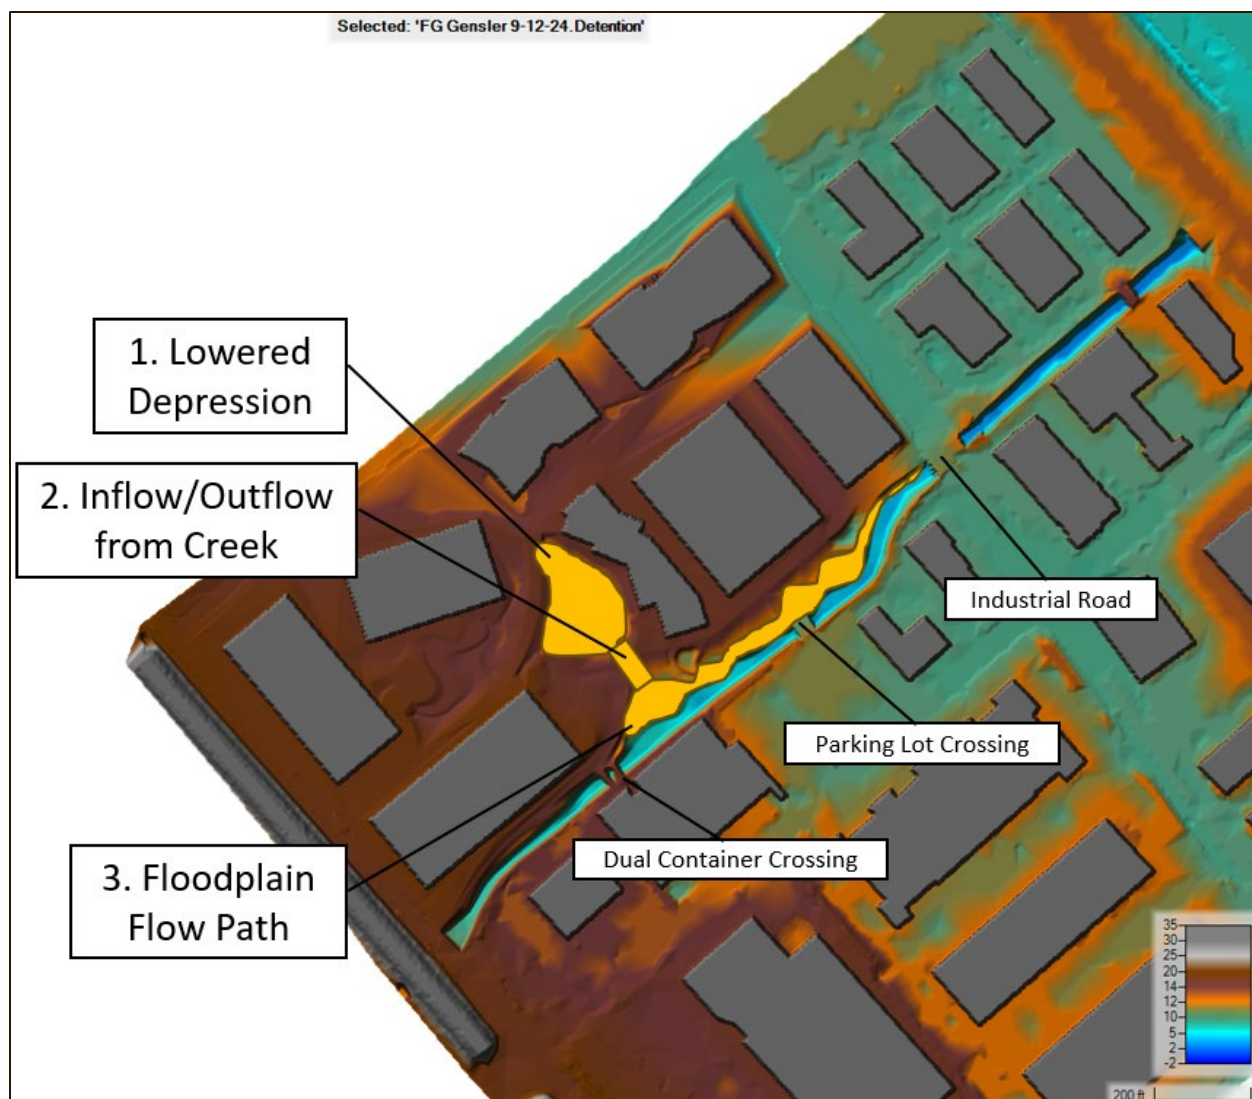 Selected: 'FG Gensler 9-12-24.Detention'
1. Lowered
Depression
2. Inflow/Outflow
from Creek
Industrial Road
Parking Lot Crossing
Dual Container Crossing
3. Floodplain
Flow Path
35
30
25
20
14
12
10
5
2
-2
200 ft